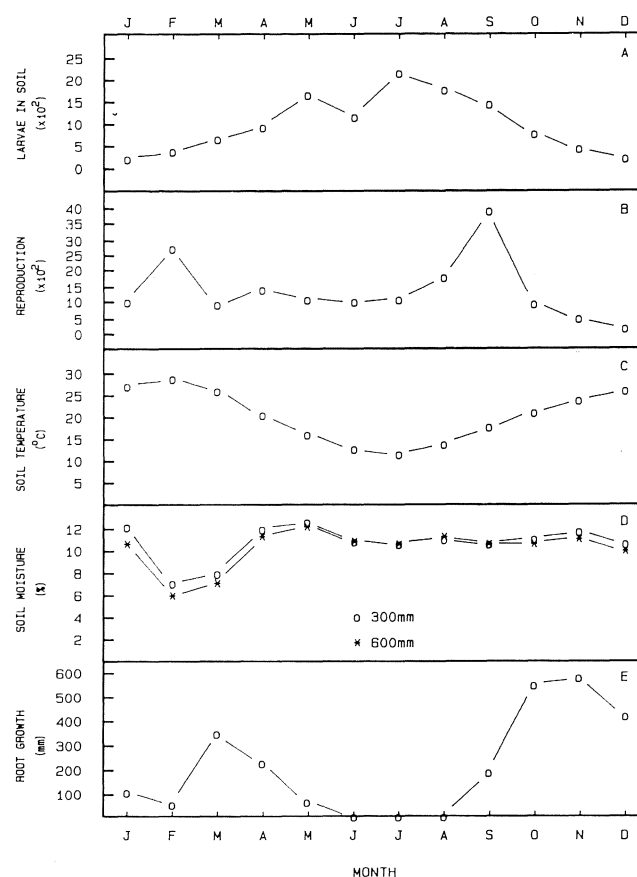 J F M A M J J A S O N D
A
LARVAE IN SOIL
(x10²)
25
20
15
10
5
0
B
REPRODUCTION
(x10²)
40
35
30
25
20
15
10
5
0
C
SOIL TEMPERATURE
(°C)
30
25
20
15
10
5
D
SOIL MOISTURE
(%)
12
10
8
6
4
2
o 300mm
* 600mm
E
ROOT GROWTH
(mm)
600
500
400
300
200
100
J F M A M J J A S O N D
MONTH